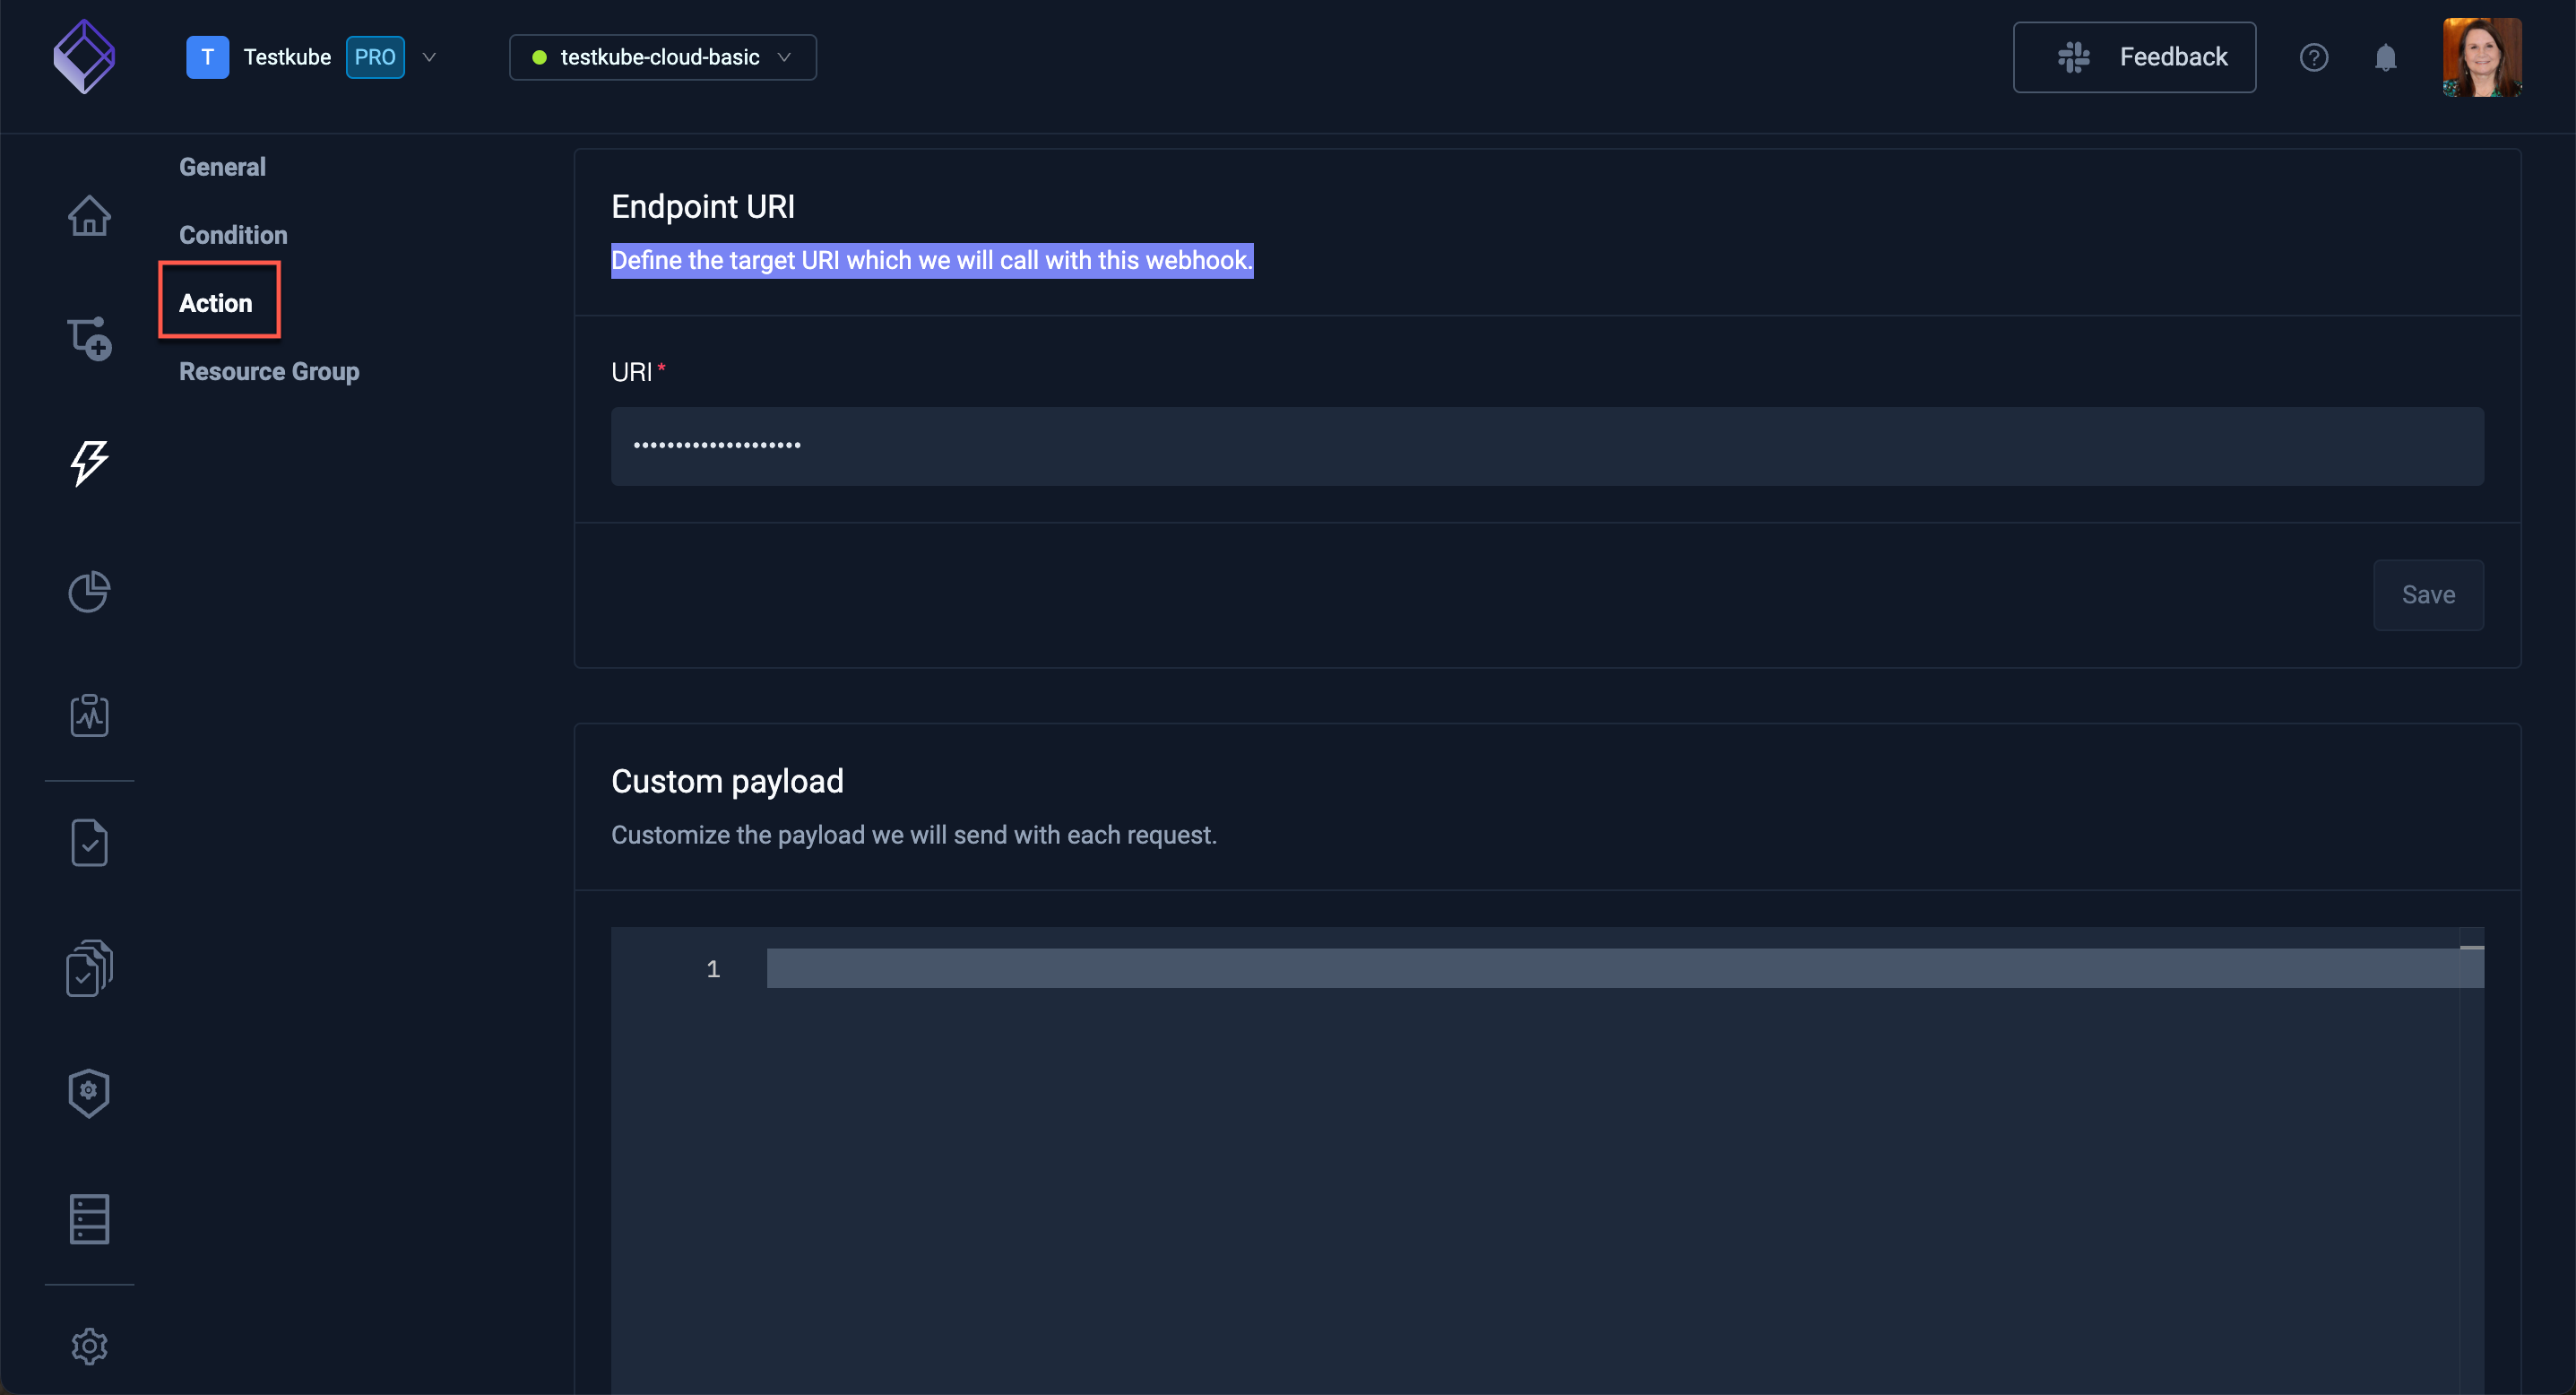 T Testkube PRO testkube-cloud-basic Feedback ?
General
Condition
Action
Resource Group
Endpoint URI
Define the target URI which we will call with this webhook.
URI *
••••••••••••••••••••
Save
Custom payload
Customize the payload we will send with each request.
1